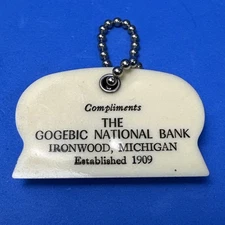 Compliments
THE
GOGEBIC NATIONAL BANK
IRONWOOD, MICHIGAN
Established 1909